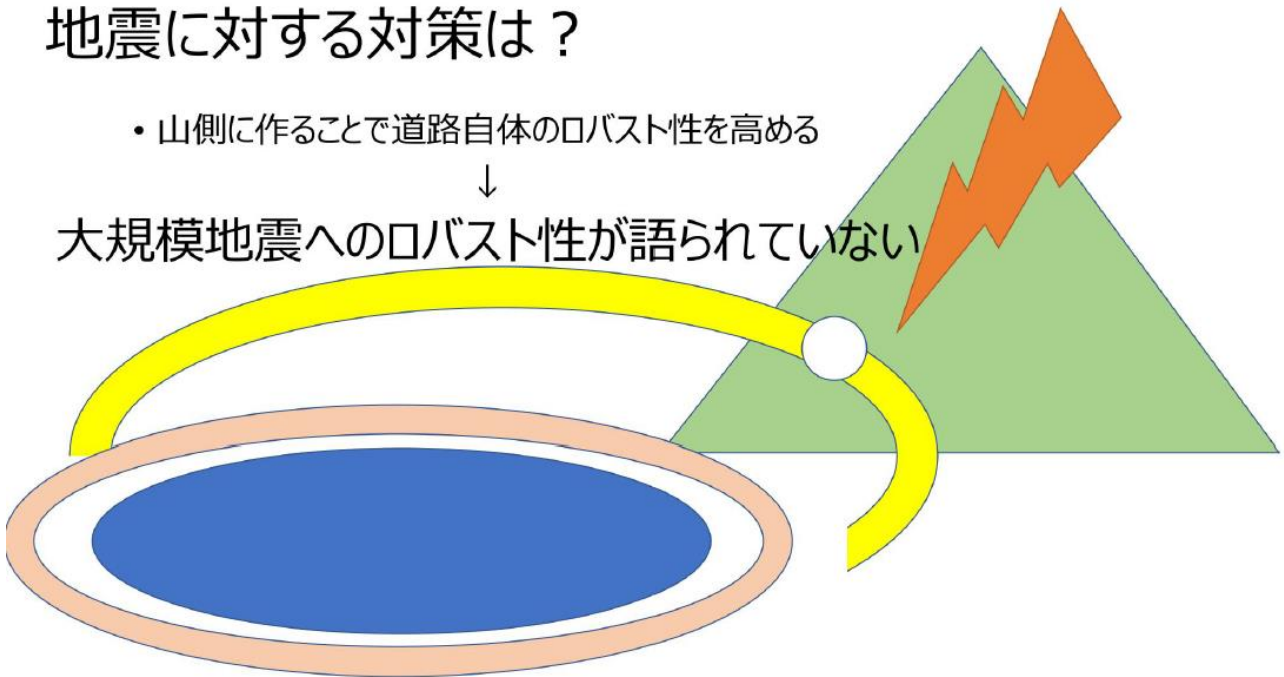 地震に対する対策は？
• 山側に作ることで道路自体のロバスト性を高める
↓
大規模地震へのロバスト性が語られていない